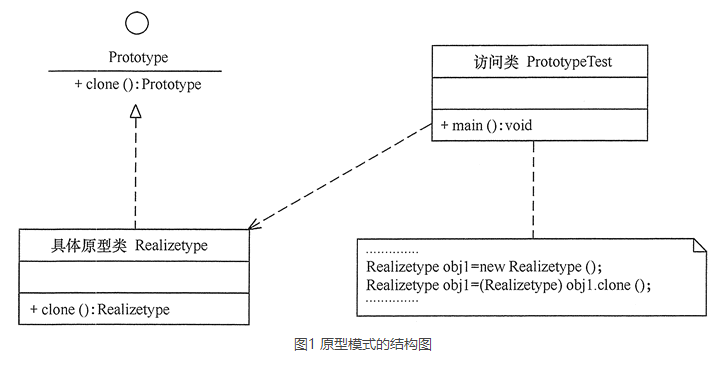 Prototype
+ clone ():Prototype
访问类 PrototypeTest
+ main ():void
具体原型类 Realizetype
+ clone ():Realizetype
..............
Realizetype obj1=new Realizetype ();
Realizetype obj1=(Realizetype) obj1.clone ();
..............
图1 原型模式的结构图